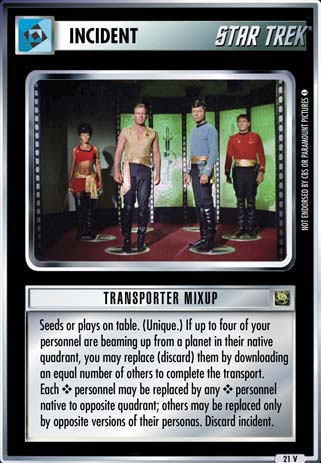 INCIDENT
STAR TREK
NOT ENDORSED BY CBS OR PARAMOUNT PICTURES
TRANSPORTER MIXUP
Seeds or plays on table. (Unique.) If up to four of your
personnel are beaming up from a planet in their native
quadrant, you may replace (discard) them by downloading
an equal number of others to complete the transport.
Each ❖ personnel may be replaced by any ❖ personnel
native to opposite quadrant; others may be replaced only
by opposite versions of their personas. Discard incident.
21 V